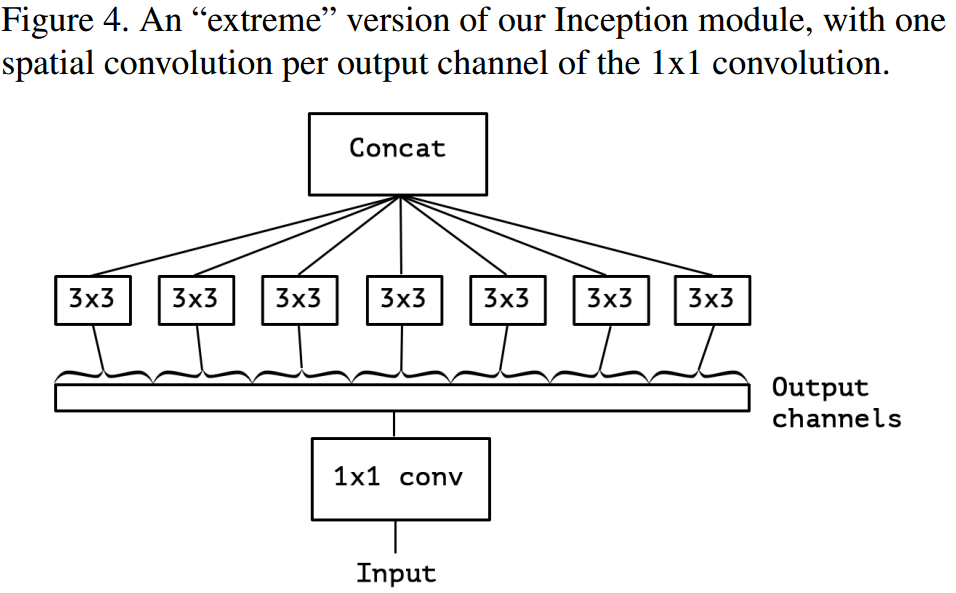 Figure 4. An “extreme” version of our Inception module, with one
spatial convolution per output channel of the 1x1 convolution.
Concat
3x3 3x3 3x3 3x3 3x3 3x3 3x3
Output
channels
1x1 conv
Input